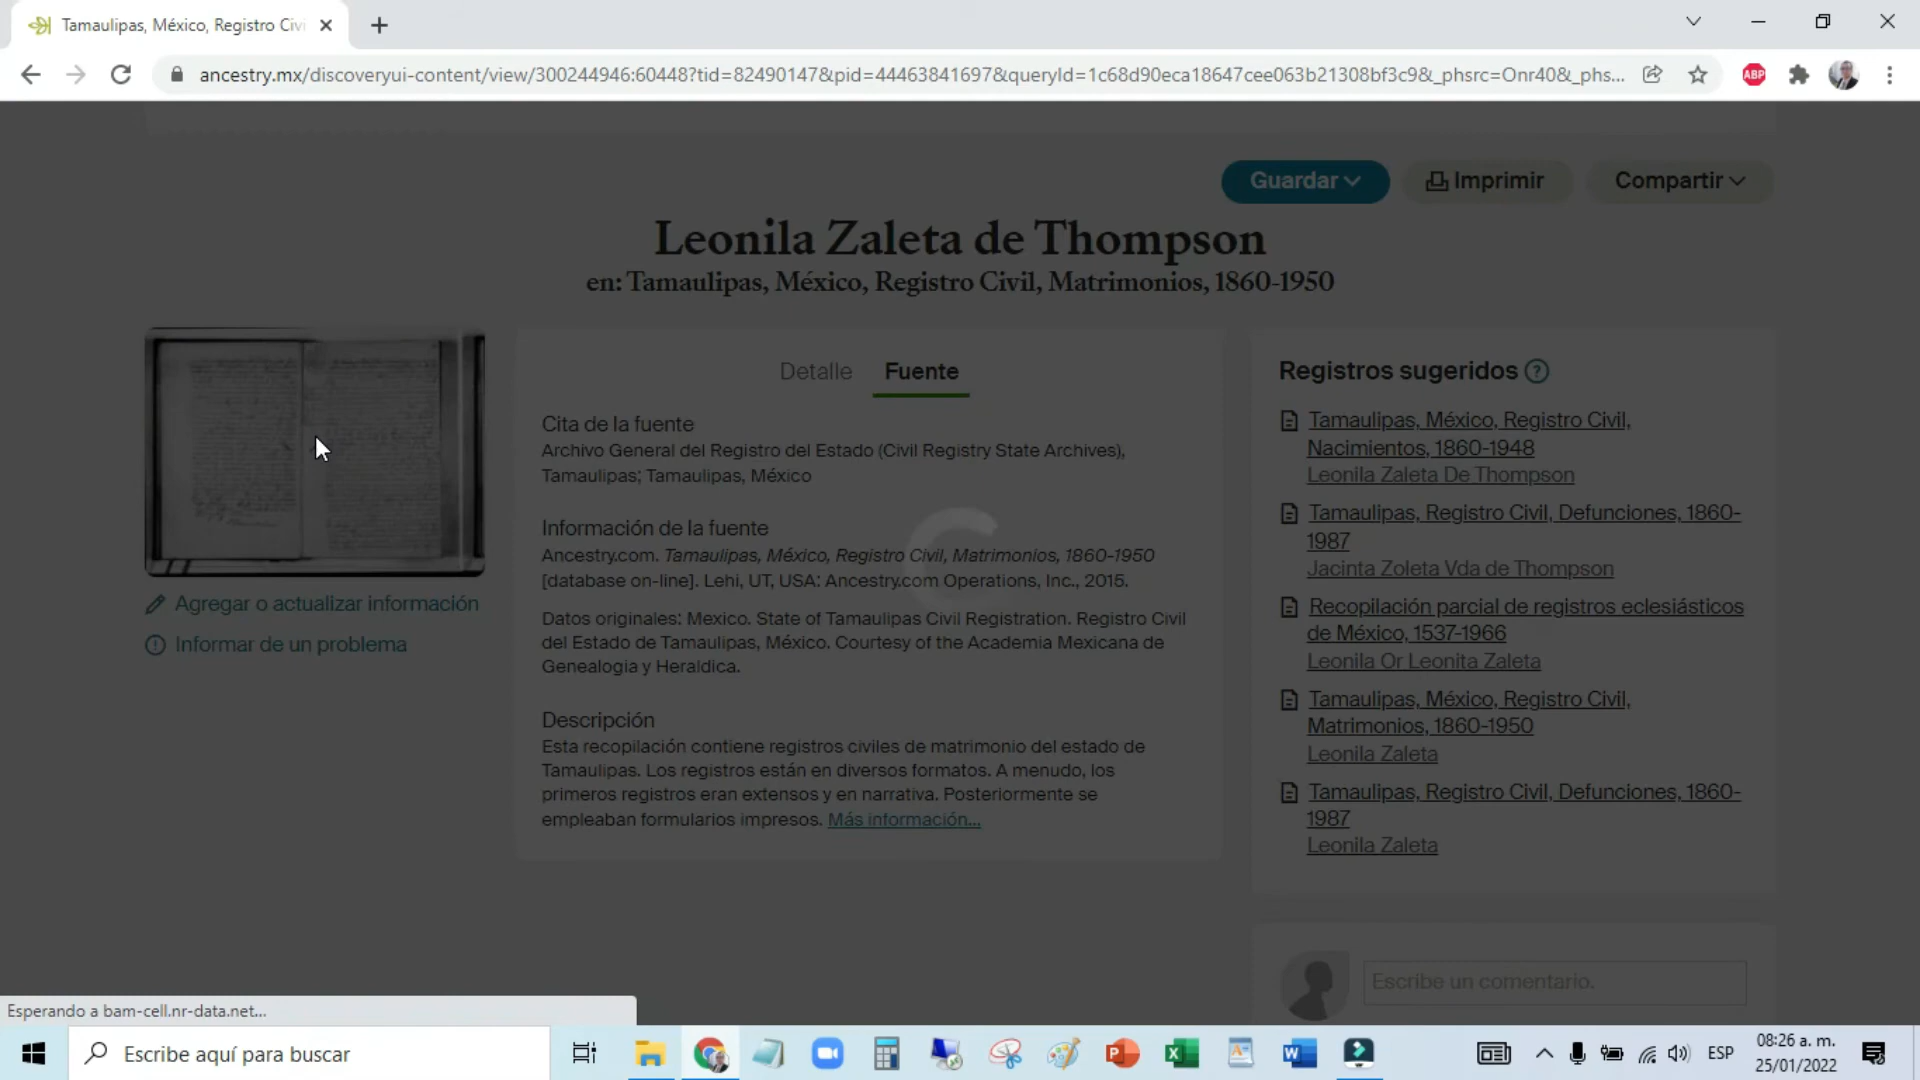 Tamaulipas, México, Registro Civi
ancestry.mx/discoveryui-content/view/300244946:60448?tid=82490147&pid=44463841697&queryId=1c68d90eca18647cee063b21308bf3c9&_phsrc=Onr40&_phs...
ABP
Guardar
Imprimir
Compartir
Leonila Zaleta de Thompson
en: Tamaulipas, México, Registro Civil, Matrimonios, 1860-1950
Detalle
Fuente
Cita de la fuente
Archivo General del Registro del Estado (Civil Registry State Archives),
Tamaulipas; Tamaulipas, México
Información de la fuente
Ancestry.com. Tamaulipas, México, Registro Civil, Matrimonios, 1860-1950
[database on-line]. Lehi, UT, USA: Ancestry.com Operations, Inc., 2015.
Datos originales: Mexico. State of Tamaulipas Civil Registration. Registro Civil
del Estado de Tamaulipas, México. Courtesy of the Academia Mexicana de
Genealogia y Heraldica.
Descripción
Esta recopilación contiene registros civiles de matrimonio del estado de
Tamaulipas. Los registros están en diversos formatos. A menudo, los
primeros registros eran extensos y en narrativa. Posteriormente se
empleaban formularios impresos. Más información...
Agregar o actualizar información
Informar de un problema
Registros sugeridos ?
Tamaulipas, México, Registro Civil,
Nacimientos, 1860-1948
Leonila Zaleta De Thompson
Tamaulipas, Registro Civil, Defunciones, 1860-
1987
Jacinta Zoleta Vda de Thompson
Recopilación parcial de registros eclesiásticos
de México, 1537-1966
Leonila Or Leonita Zaleta
Tamaulipas, México, Registro Civil,
Matrimonios, 1860-1950
Leonila Zaleta
Tamaulipas, Registro Civil, Defunciones, 1860-
1987
Leonila Zaleta
Escribe un comentario.
Esperando a bam-cell.nr-data.net...
Escribe aquí para buscar
ESP
08:26 a. m.
25/01/2022